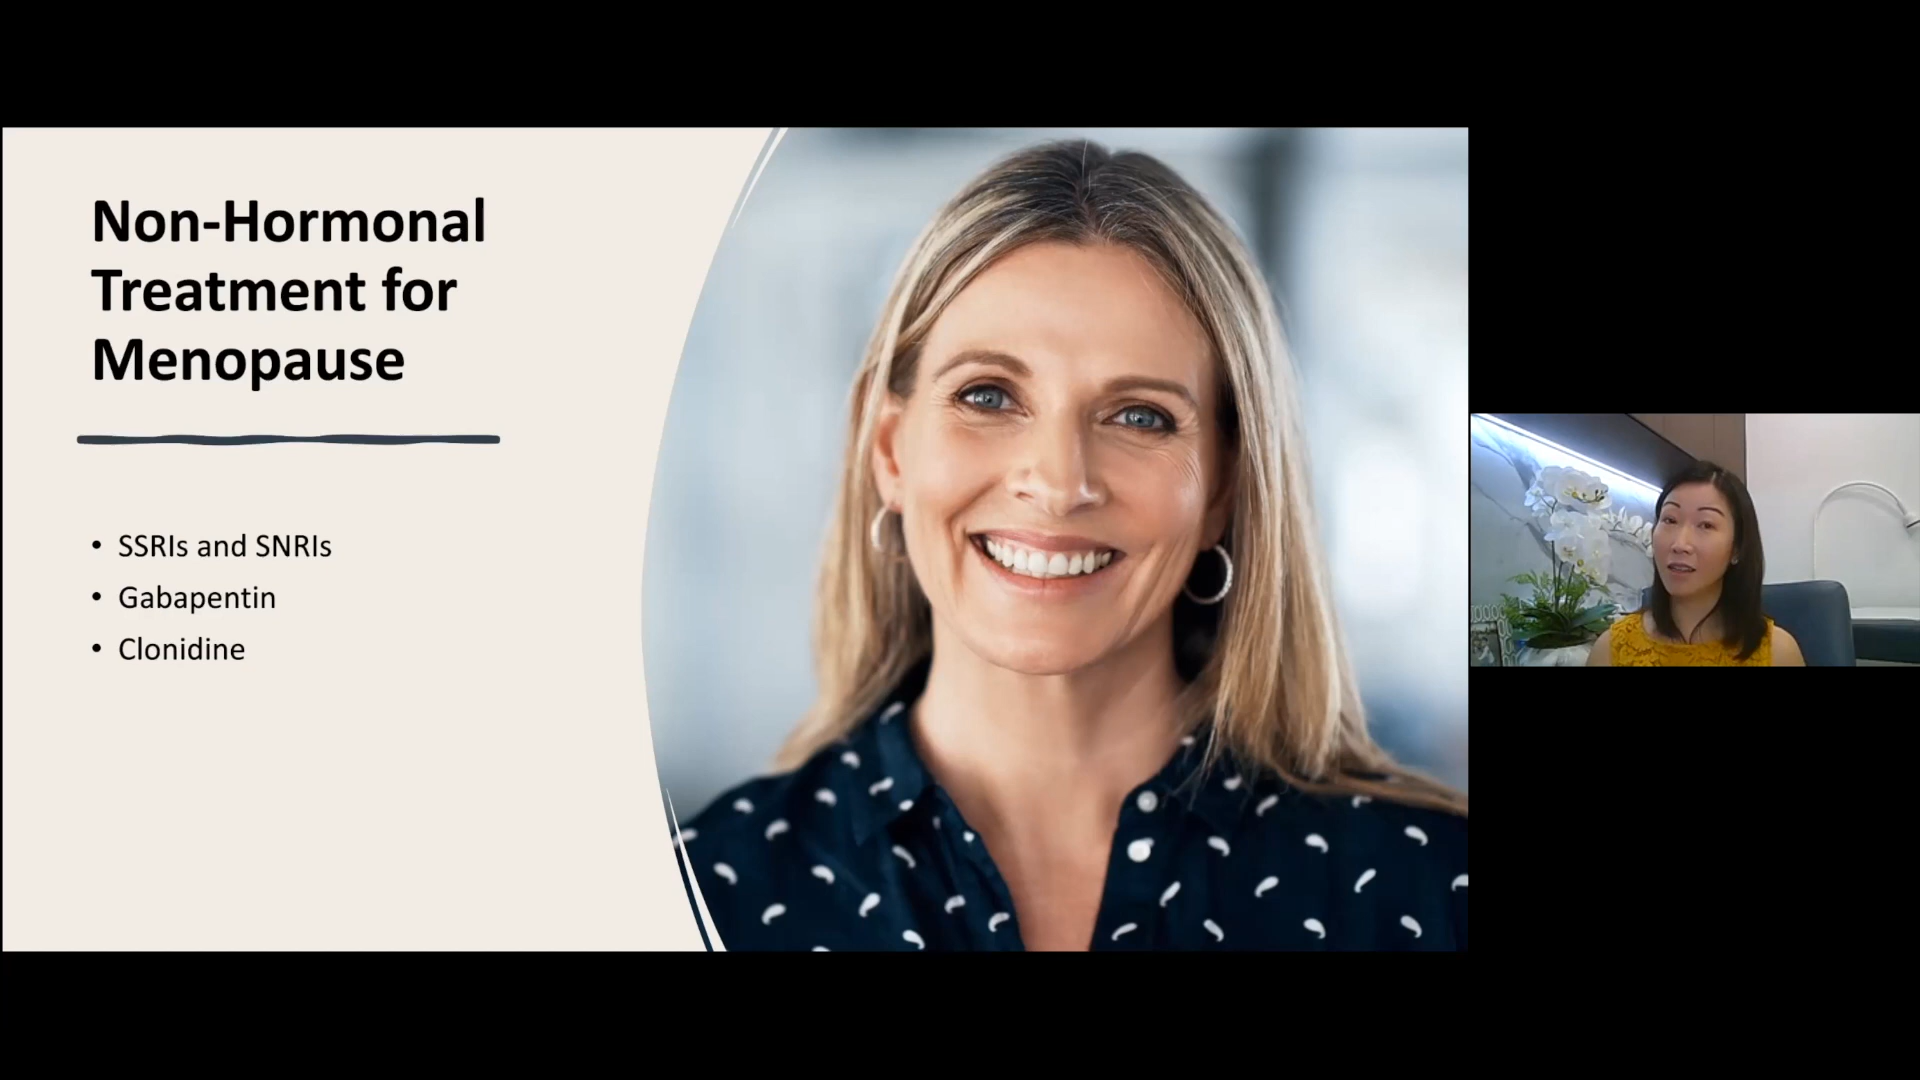 Non-Hormonal
Treatment for
Menopause
• SSRIs and SNRIs
• Gabapentin
• Clonidine